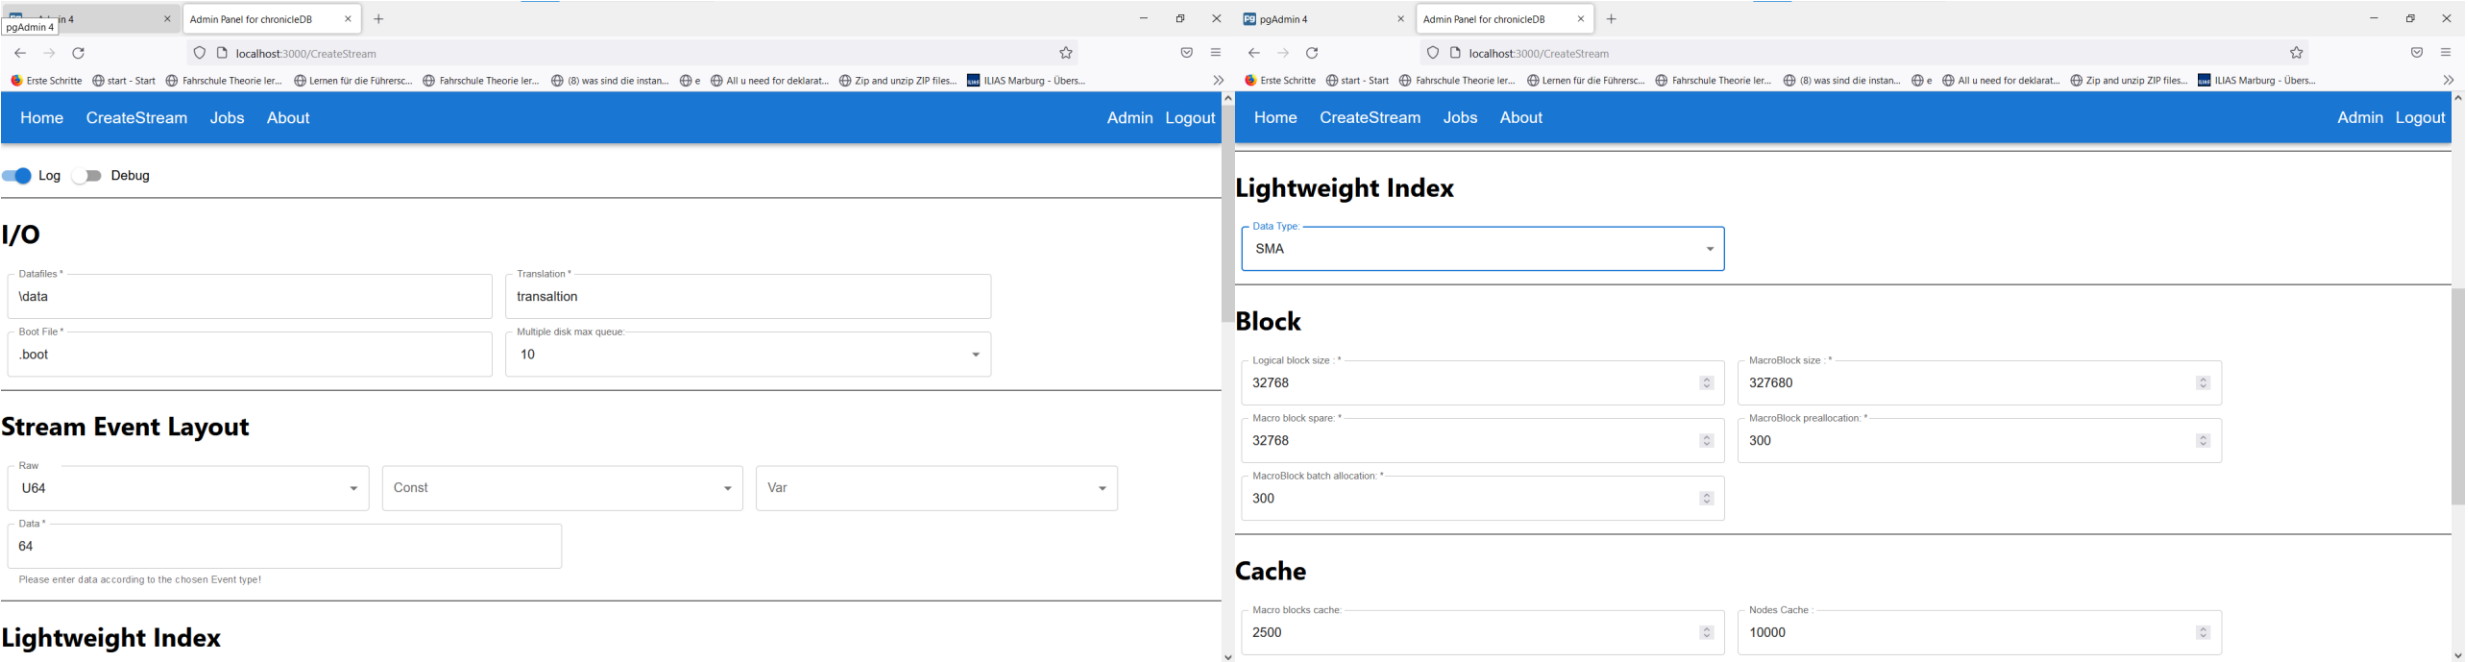 pgAdmin 4
Admin Panel for chronicleDB
pgAdmin 4
localhost:3000/CreateStream
Erste Schritte start - Start Fahrschule Theorie ler... Lernen für die Führersc... Fahrschule Theorie ler... (8) was sind die instan... e All u need for deklarat... Zip and unzip ZIP files... ILIAS Marburg - Übers...
Home CreateStream Jobs About Admin Logout
Log Debug
I/O
Datafiles * Translation *
\data transaltion
Boot File * Multiple disk max queue:
.boot 10
Stream Event Layout
Raw
U64 Const Var
Data *
64
Please enter data according to the chosen Event type!
Lightweight Index
pgAdmin 4 Admin Panel for chronicleDB
localhost:3000/CreateStream
Erste Schritte start - Start Fahrschule Theorie ler... Lernen für die Führersc... Fahrschule Theorie ler... (8) was sind die instan... e All u need for deklarat... Zip and unzip ZIP files... ILIAS Marburg - Übers...
Home CreateStream Jobs About Admin Logout
Lightweight Index
Data Type:
SMA
Block
Logical block size : * MacroBlock size : *
32768 327680
Macro block spare: * MacroBlock preallocation: *
32768 300
MacroBlock batch allocation: *
300
Cache
Macro blocks cache: Nodes Cache :
2500 10000